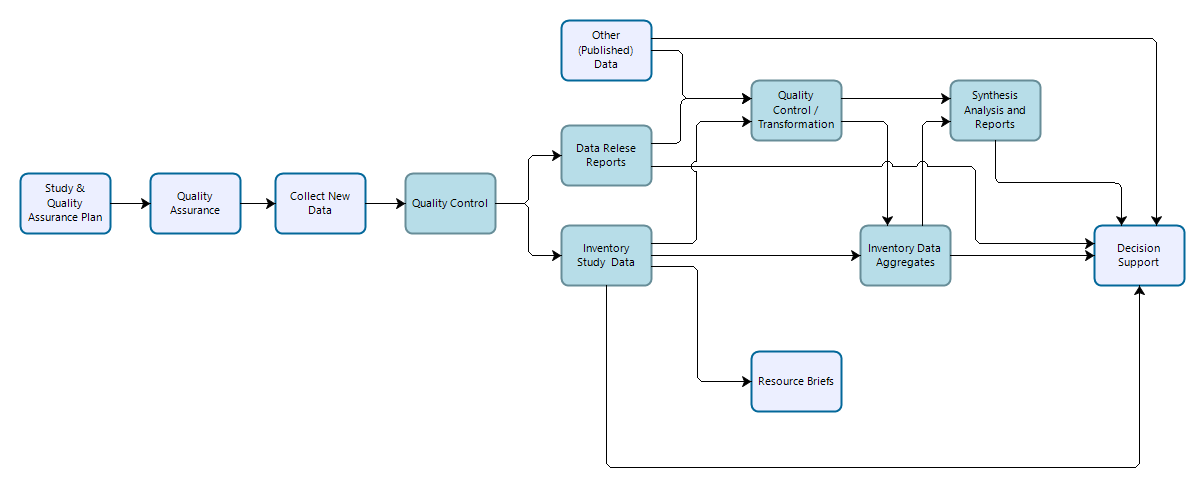 Study &
Quality
Assurance Plan
Quality
Assurance
Collect New
Data
Quality Control
Other
(Published)
Data
Data Relese
Reports
Inventory
Study  Data
Quality
Control /
Transformation
Synthesis
Analysis and
Reports
Inventory Data
Aggregates
Decision
Support
Resource Briefs